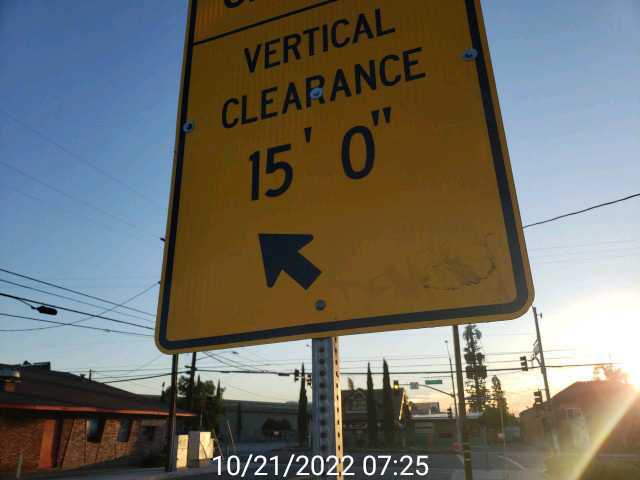 VERTICAL
CLEARANCE
15' 0"
10/21/2022 07:25